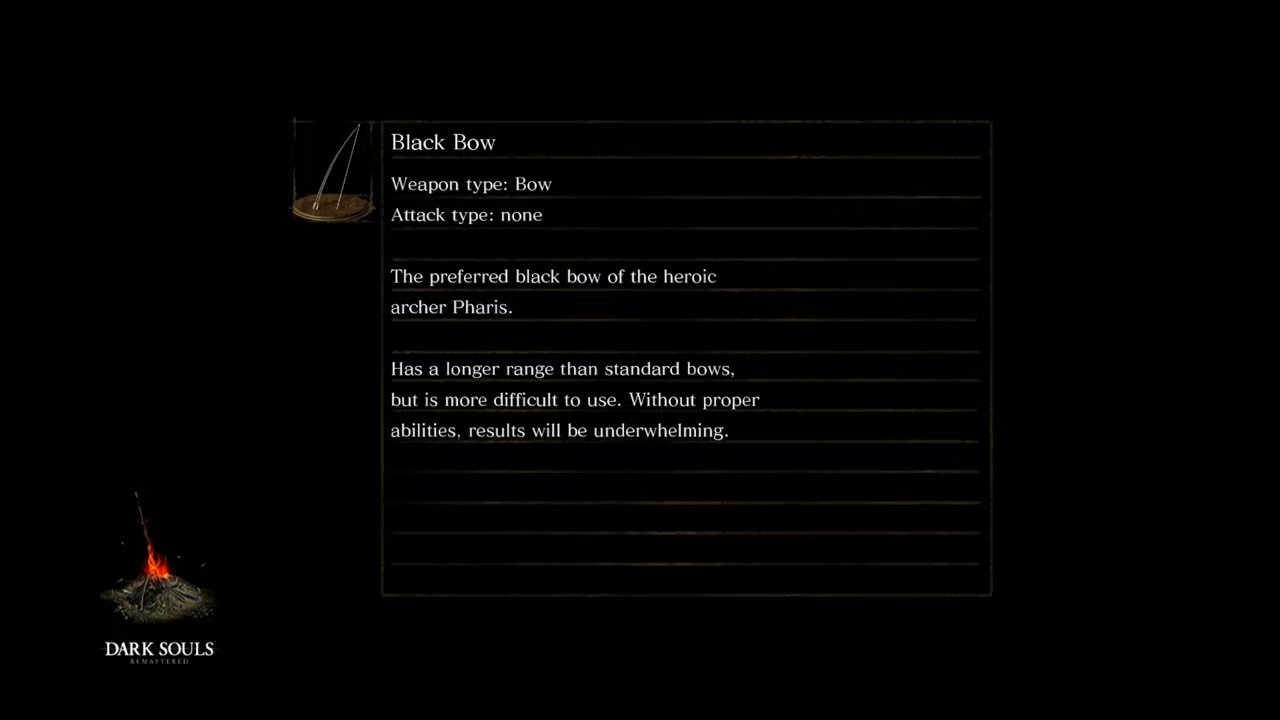 Black Bow
Weapon type: Bow
Attack type: none
The preferred black bow of the heroic
archer Pharis.
Has a longer range than standard bows,
but is more difficult to use. Without proper
abilities, results will be underwhelming.
DARK SOULS
REMASTERED